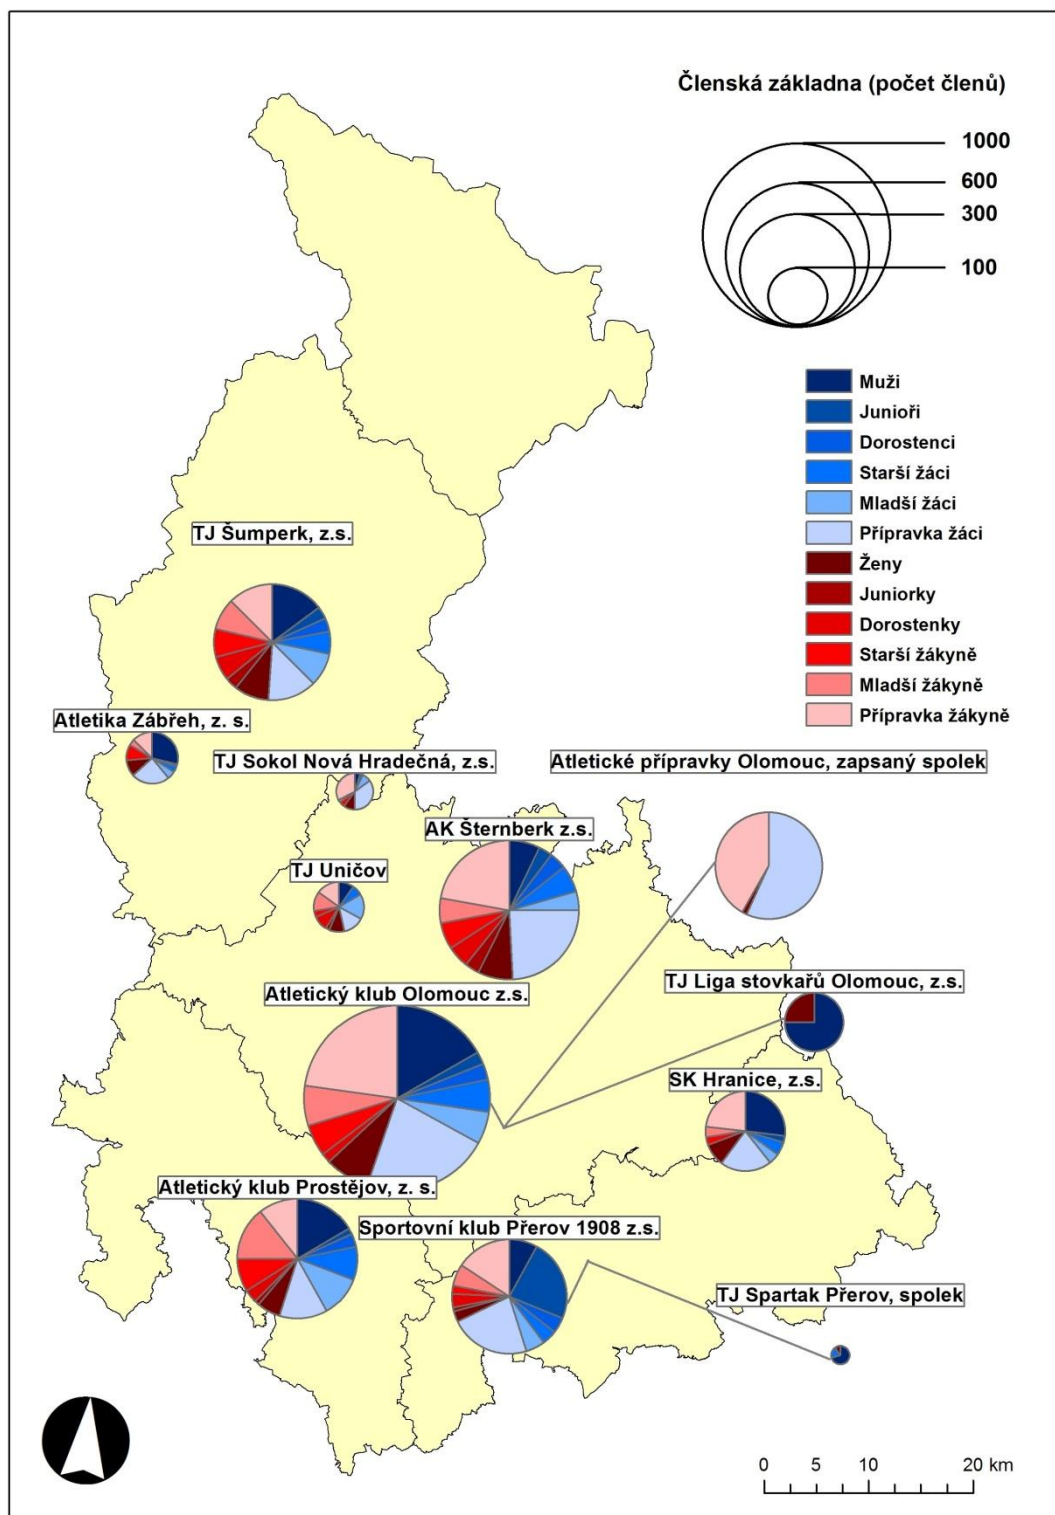 Členská základna (počet členů)
1000
600
300
100
Muži
Junioři
Dorostenci
Starší žáci
Mladší žáci
Přípravka žáci
Ženy
Juniorky
Dorostenky
Starší žákyně
Mladší žákyně
Přípravka žákyně
TJ Šumperk, z.s.
Atletika Zábřeh, z. s.
TJ Sokol Nová Hradečná, z.s.
Atletické přípravky Olomouc, zapsaný spolek
AK Šternberk z.s.
TJ Uničov
TJ Liga stovkařů Olomouc, z.s.
Atletický klub Olomouc z.s.
SK Hranice, z.s.
Atletický klub Prostějov, z. s.
Sportovní klub Přerov 1908 z.s.
TJ Spartak Přerov, spolek
0 5 10 20 km